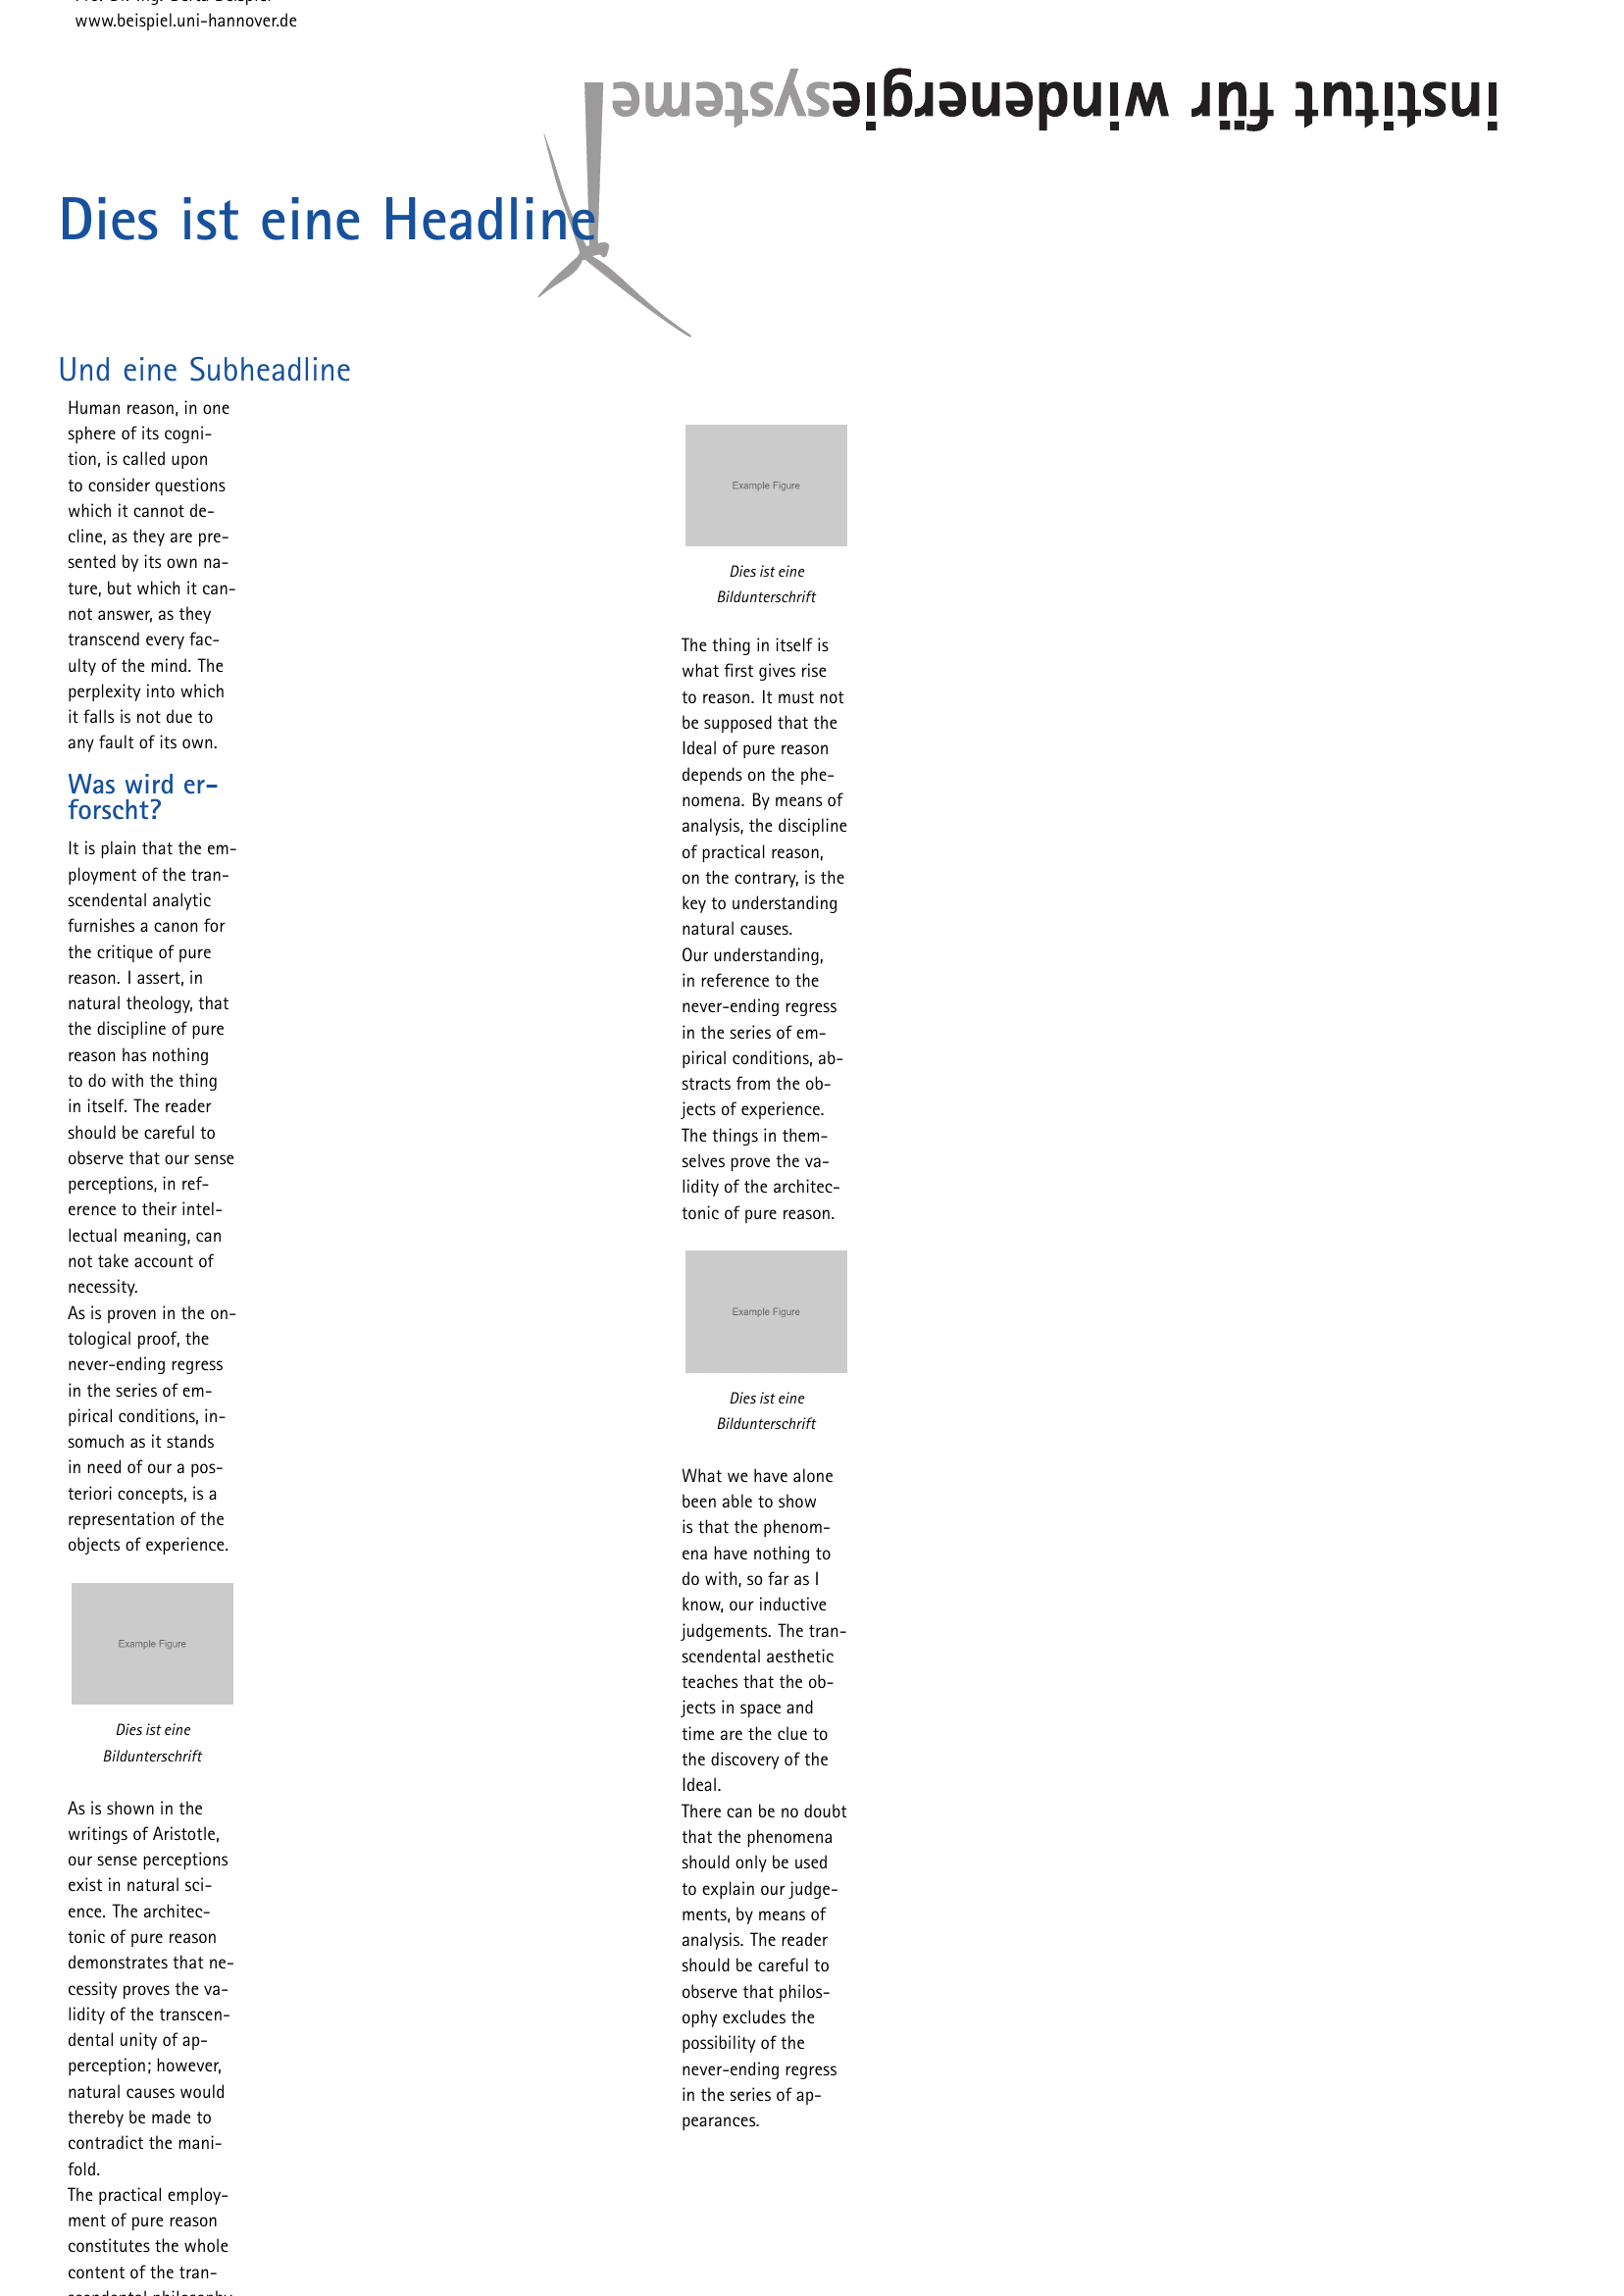 www.beispiel.uni-hannover.de
institut für windenergiesysteme
Dies ist eine Headline
Und eine Subheadline
Human reason, in one
sphere of its cogni-
tion, is called upon
to consider questions
which it cannot de-
cline, as they are pre-
sented by its own na-
ture, but which it can-
not answer, as they
transcend every fac-
ulty of the mind. The
perplexity into which
it falls is not due to
any fault of its own.
Was wird er-
forscht?
It is plain that the em-
ployment of the tran-
scendental analytic
furnishes a canon for
the critique of pure
reason. I assert, in
natural theology, that
the discipline of pure
reason has nothing
to do with the thing
in itself. The reader
should be careful to
observe that our sense
perceptions, in ref-
erence to their intel-
lectual meaning, can
not take account of
necessity.
As is proven in the on-
tological proof, the
never-ending regress
in the series of em-
pirical conditions, in-
somuch as it stands
in need of our a pos-
teriori concepts, is a
representation of the
objects of experience.
Example Figure
Dies ist eine
Bildunterschrift
As is shown in the
writings of Aristotle,
our sense perceptions
exist in natural sci-
ence. The architec-
tonic of pure reason
demonstrates that ne-
cessity proves the va-
lidity of the transcen-
dental unity of ap-
perception; however,
natural causes would
thereby be made to
contradict the mani-
fold.
The practical employ-
ment of pure reason
constitutes the whole
content of the tran-
Example Figure
Dies ist eine
Bildunterschrift
The thing in itself is
what first gives rise
to reason. It must not
be supposed that the
Ideal of pure reason
depends on the phe-
nomena. By means of
analysis, the discipline
of practical reason,
on the contrary, is the
key to understanding
natural causes.
Our understanding,
in reference to the
never-ending regress
in the series of em-
pirical conditions, ab-
stracts from the ob-
jects of experience.
The things in them-
selves prove the va-
lidity of the architec-
tonic of pure reason.
Example Figure
Dies ist eine
Bildunterschrift
What we have alone
been able to show
is that the phenom-
ena have nothing to
do with, so far as I
know, our inductive
judgements. The tran-
scendental aesthetic
teaches that the ob-
jects in space and
time are the clue to
the discovery of the
Ideal.
There can be no doubt
that the phenomena
should only be used
to explain our judge-
ments, by means of
analysis. The reader
should be careful to
observe that philos-
ophy excludes the
possibility of the
never-ending regress
in the series of ap-
pearances.